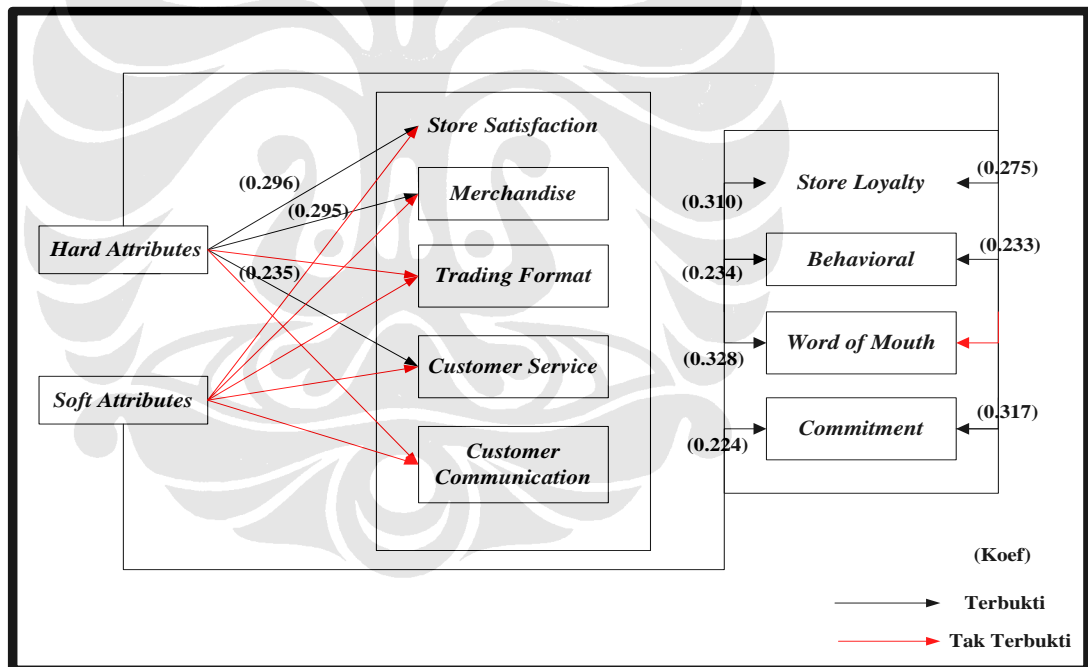 Store Satisfaction
(0.296)
(0.295)
Merchandise
(0.310)
Store Loyalty
(0.275)
Hard Attributes
(0.235)
Trading Format
(0.234)
Behavioral
(0.233)
Customer Service
(0.328)
Word of Mouth
Soft Attributes
Customer
Communication
(0.224)
Commitment
(0.317)
(Koef)
Terbukti
Tak Terbukti